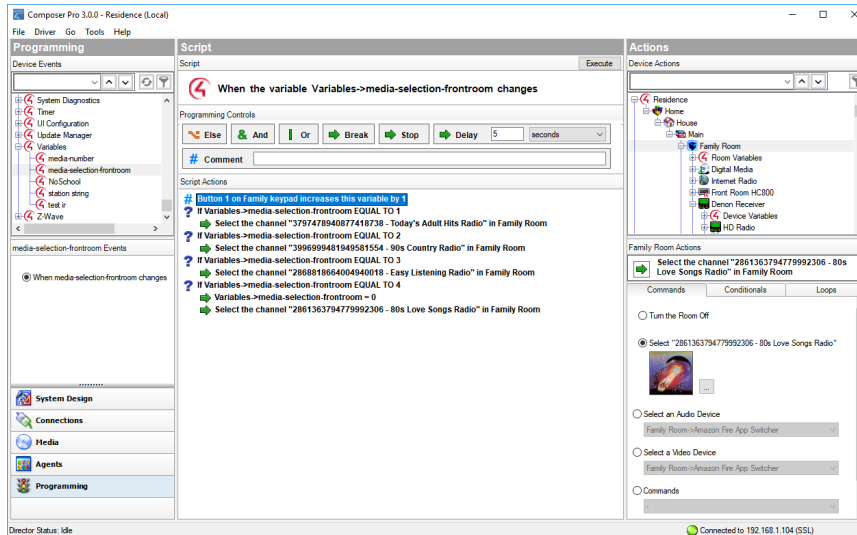 Composer Pro 3.0.0 - Residence (Local)
File Driver Go Tools Help
Programming
Device Events
System Diagnostics
Timer
UI Configuration
Update Manager
Variables
media-number
media-selection-frontroom
NoSchool
station string
test ir
Z-Wave
media-selection-frontroom Events
When media-selection-frontroom changes
System Design
Connections
Media
Agents
Programming
Script
Script
Execute
When the variable Variables->media-selection-frontroom changes
Programming Controls
Else
And
Or
Break
Stop
Delay
5
seconds
# Comment
Script Actions
# Button 1 on Family keypad increases this variable by 1
? If Variables->media-selection-frontroom EQUAL TO 1
Select the channel "3797478940877418738 - Today's Adult Hits Radio" in Family Room
? If Variables->media-selection-frontroom EQUAL TO 2
Select the channel "3996999481949581554 - 90s Country Radio" in Family Room
? If Variables->media-selection-frontroom EQUAL TO 3
Select the channel "2868818664004940018 - Easy Listening Radio" in Family Room
? If Variables->media-selection-frontroom EQUAL TO 4
Variables->media-selection-frontroom = 0
Select the channel "2861363794779992306 - 80s Love Songs Radio" in Family Room
Actions
Device Actions
Residence
Home
House
Main
Family Room
Room Variables
Digital Media
Internet Radio
Front Room HC800
Denon Receiver
Device Variables
HD Radio
Family Room Actions
Select the channel "2861363794779992306 - 80s
Love Songs Radio" in Family Room
Commands
Conditionals
Loops
Turn the Room Off
Select "2861363794779992306 - 80s Love Songs Radio"
...
Select an Audio Device
Family Room->Amazon Fire App Switcher
Select a Video Device
Family Room->Amazon Fire App Switcher
Commands
-
Director Status: Idle
Connected to 192.168.1.104 (SSL)